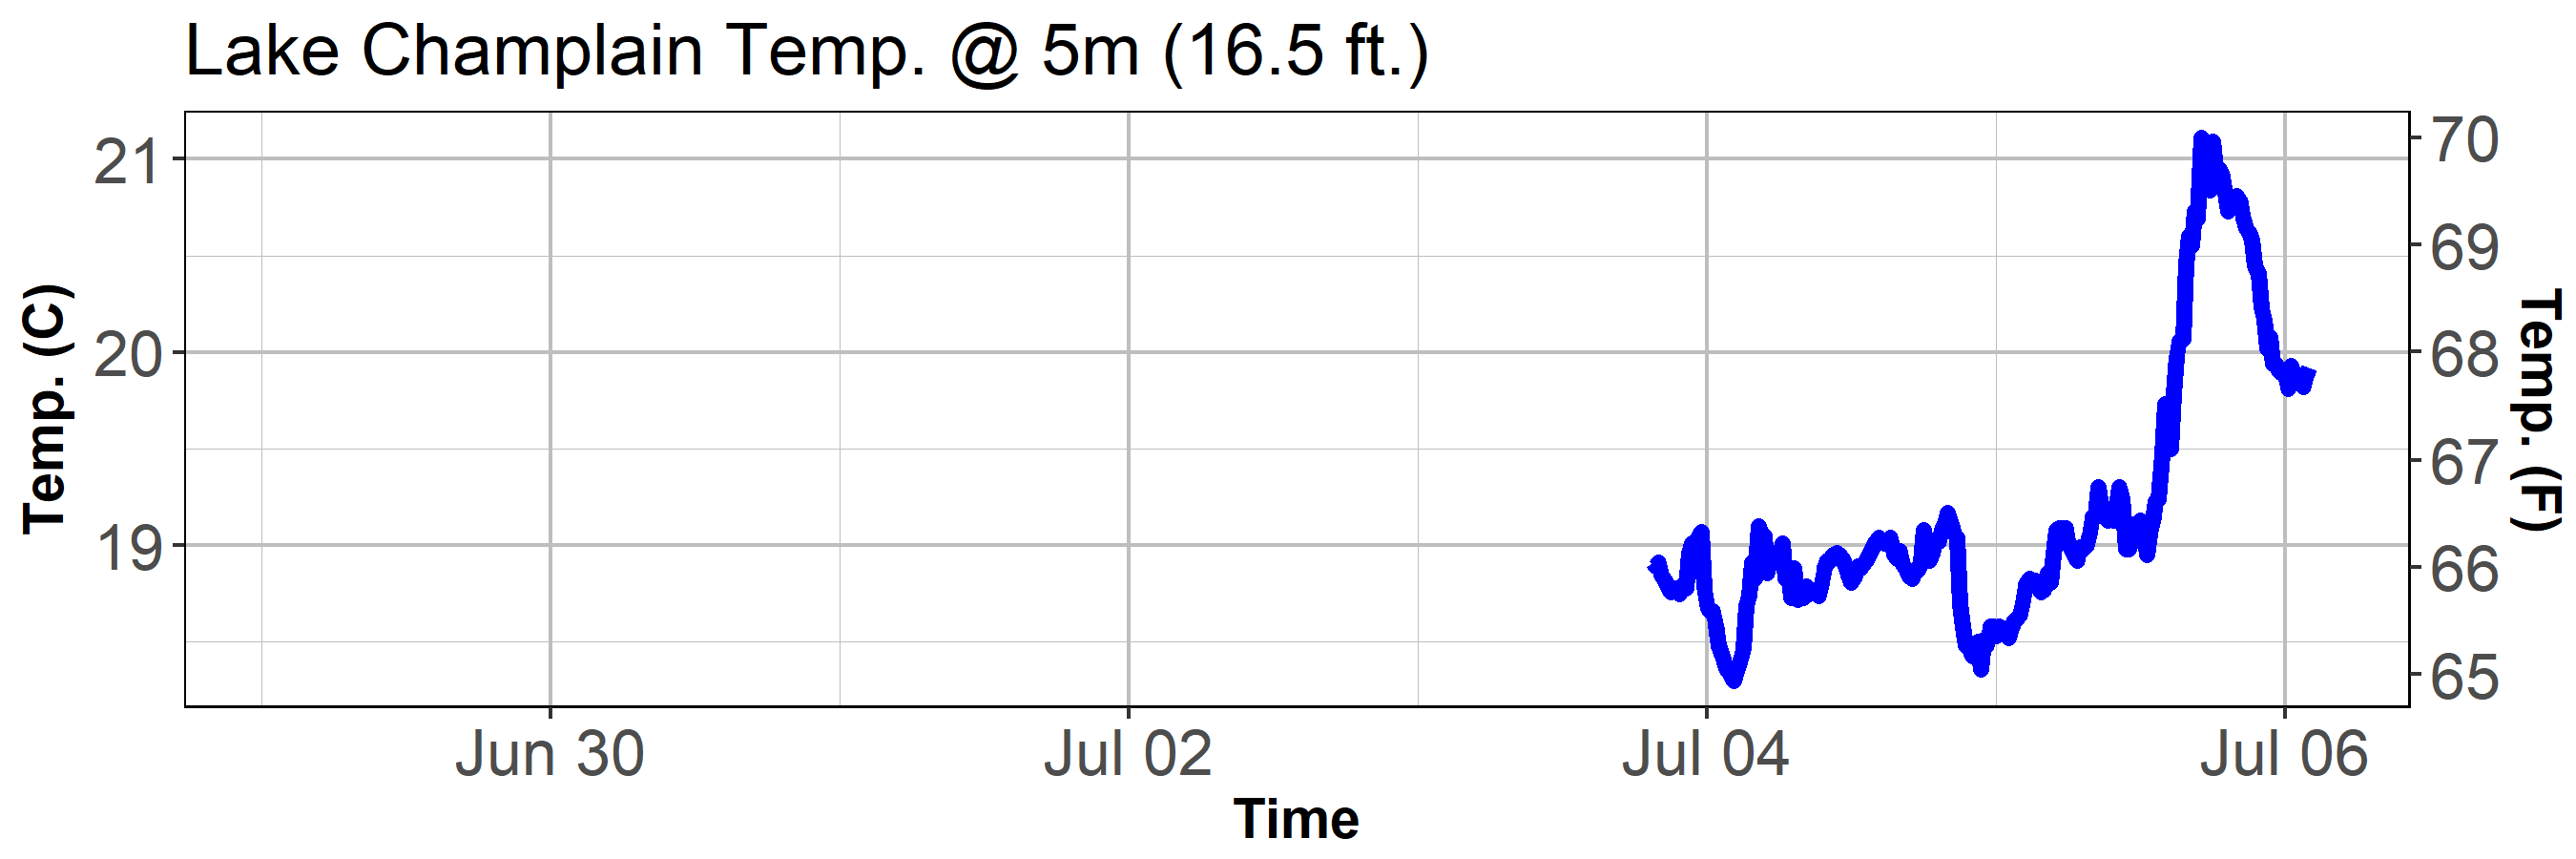 Lake Champlain Temp. @ 5m (16.5 ft.)
Temp. (C)
21
20
19
70
69
68
67
66
65
Temp. (F)
Jun 30 Jul 02 Jul 04 Jul 06
Time